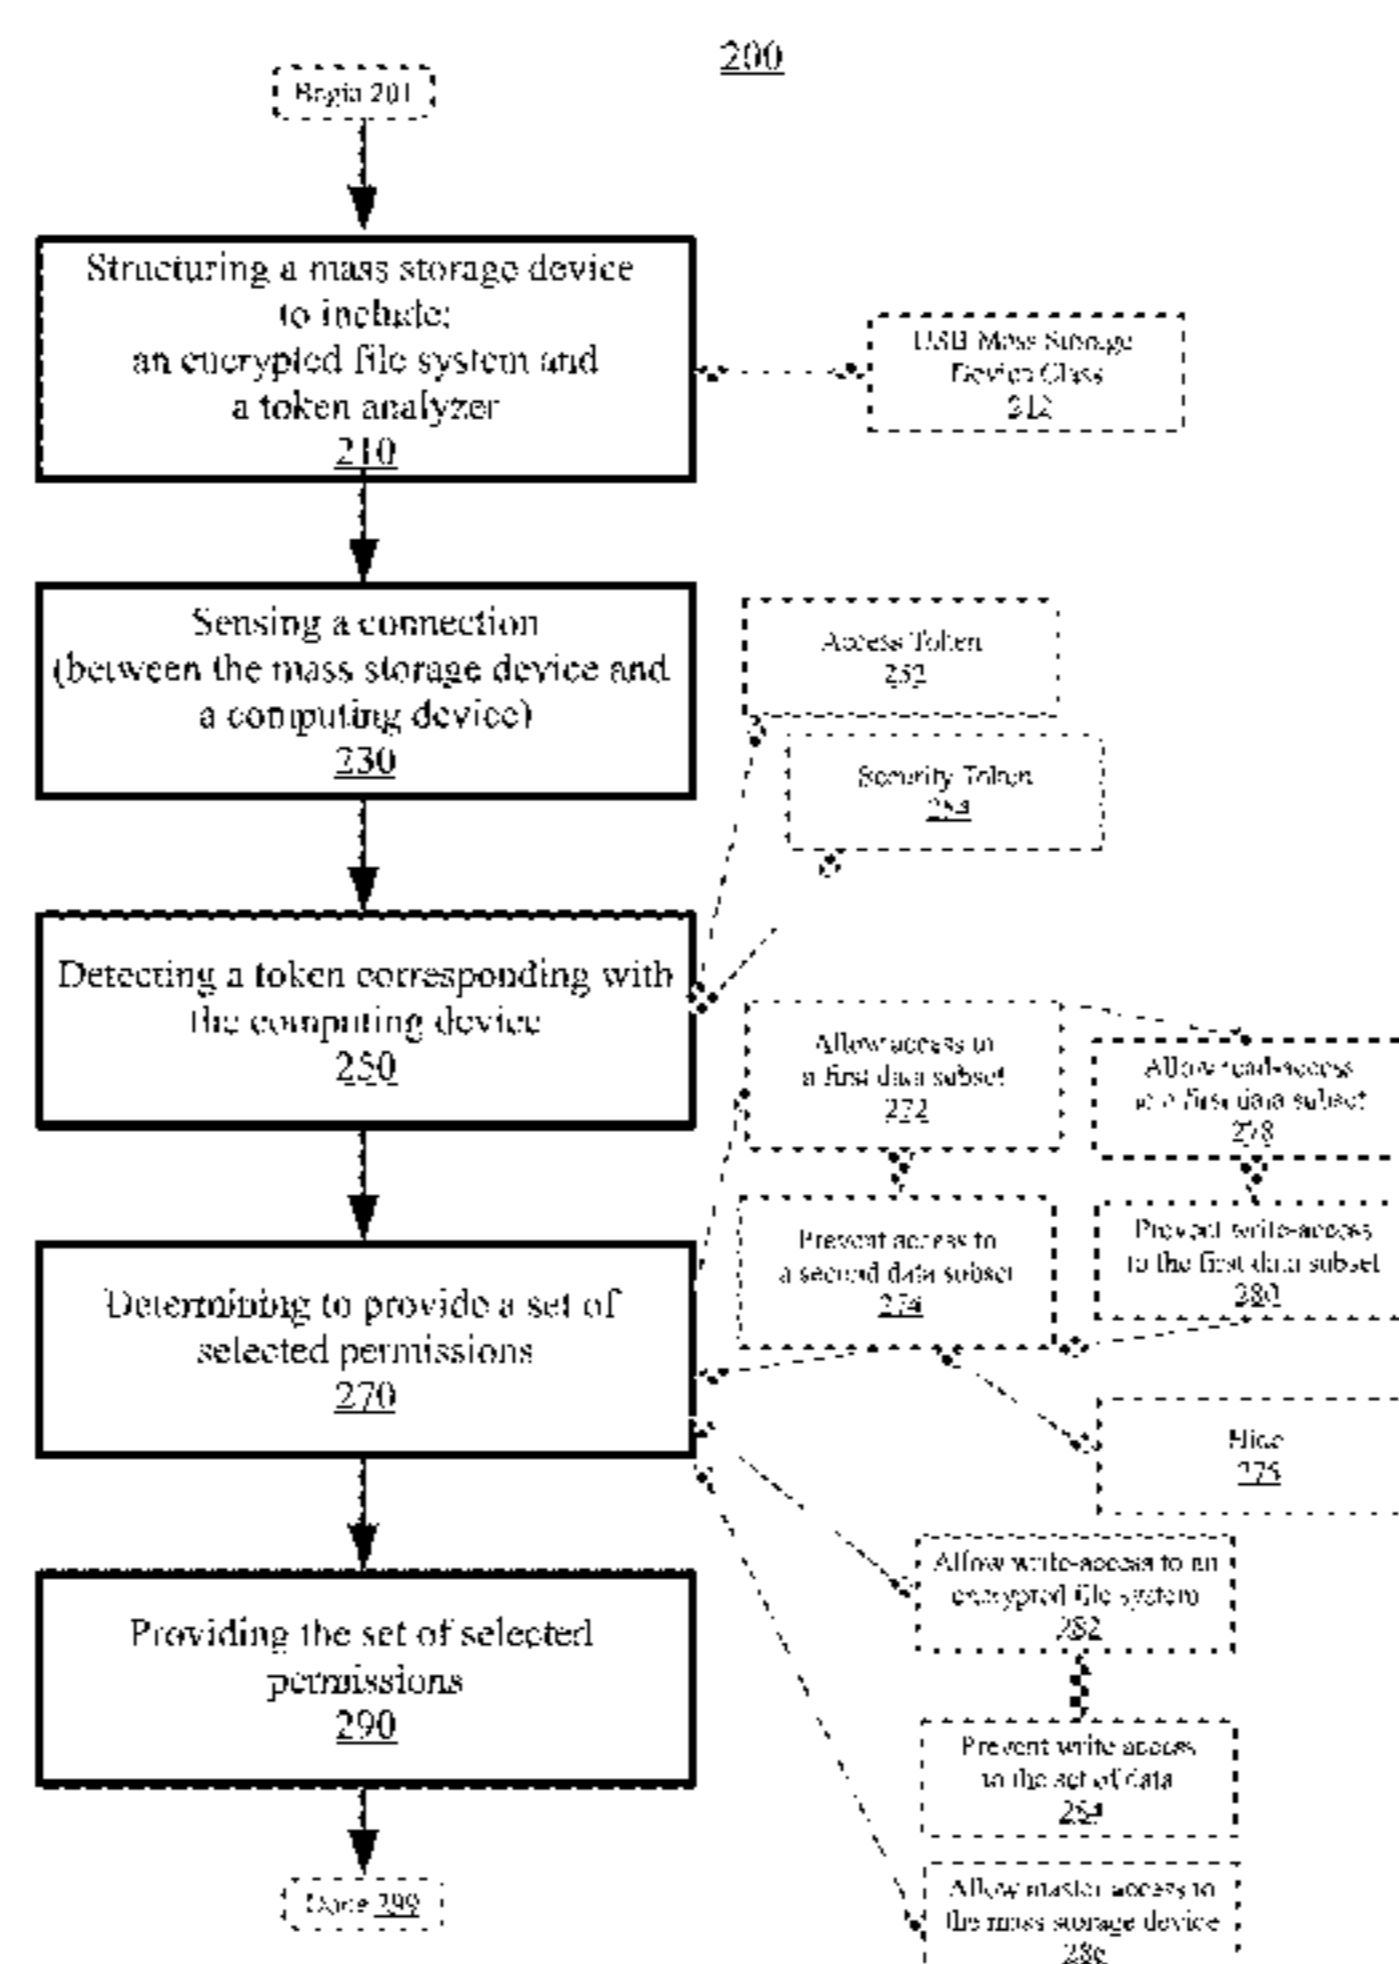 200
Begin 201
Structuring a mass storage device
to include:
an encrypted file system and
a token analyzer
210
USB Mass Storage
Device Class
212
Sensing a connection
(between the mass storage device and
a computing device)
230
Access Token
252
Security Token
254
Detecting a token corresponding with
the computing device
250
Allow access to
a first data subset
272
Allow read-access
to a first data subset
278
Prevent access to
a second data subset
274
Prevent write-access
to the first data subset
280
Determining to provide a set of
selected permissions
270
Hide
Allow write-access to an
encrypted file system
282
Providing the set of selected
permissions
290
Prevent write access
to the set of data
Done 299
Allow master access to
the mass storage device